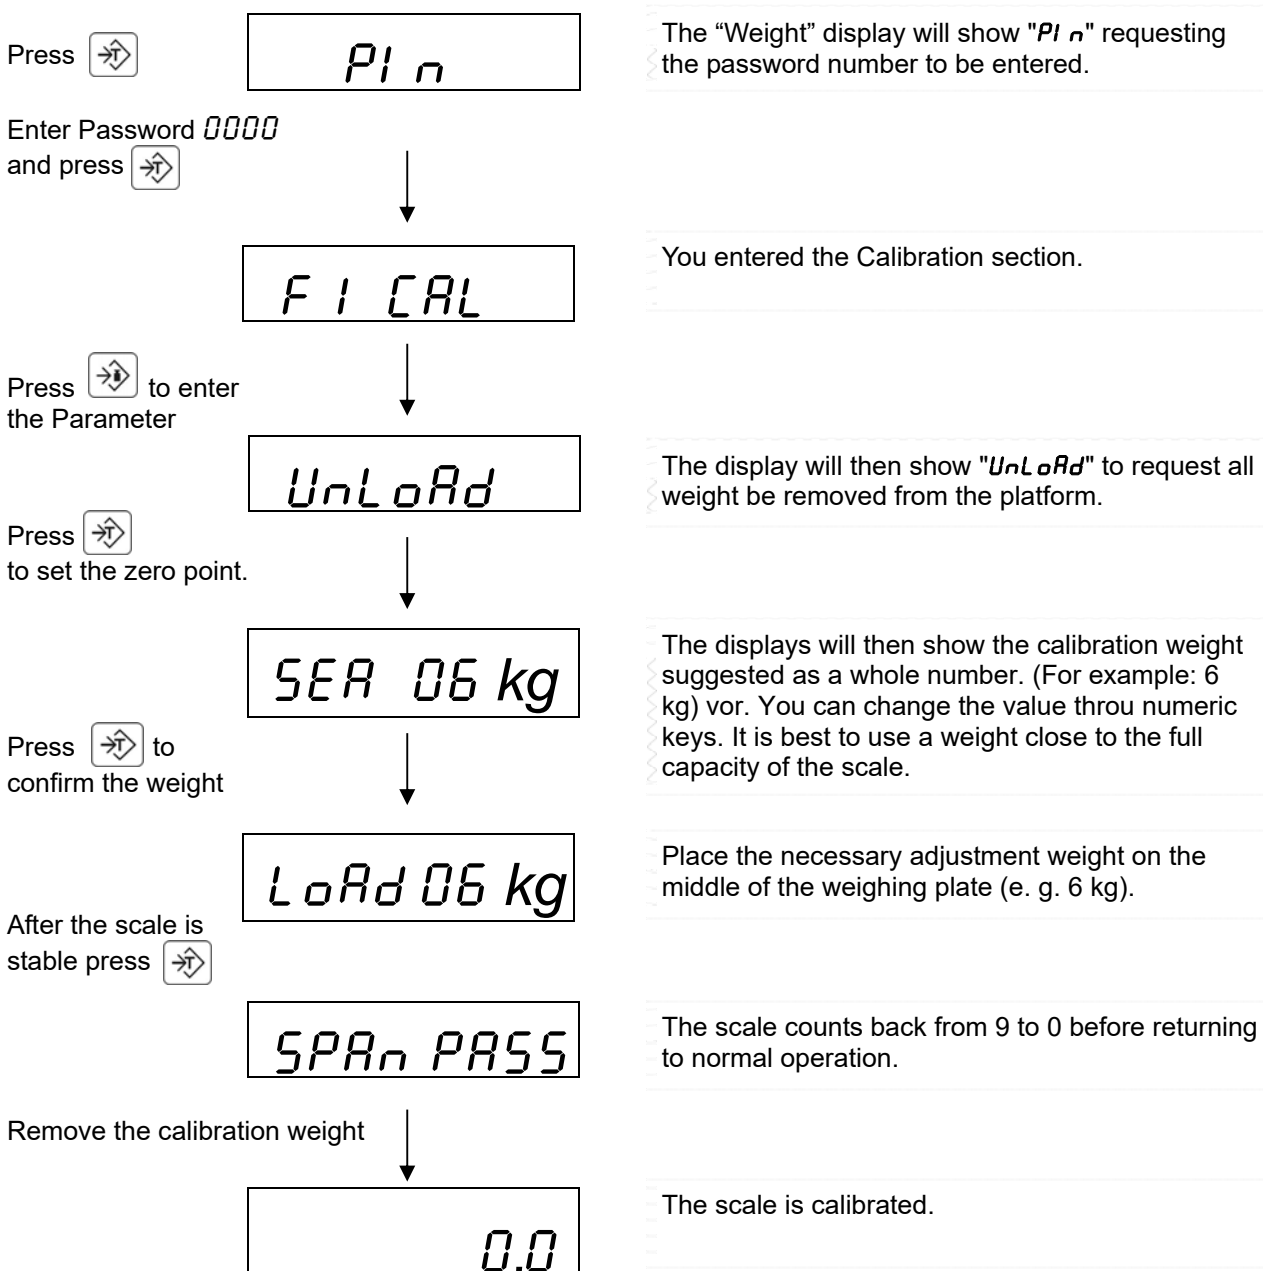 Press T
PI n
The “Weight” display will show "PI n" requesting
the password number to be entered.
Enter Password 0000
and press T
F1 CAL
You entered the Calibration section.
Press to enter
the Parameter
UnLoAd
The display will then show "UnLoAd" to request all
weight be removed from the platform.
Press T
to set the zero point.
SEA 06 kg
The displays will then show the calibration weight
suggested as a whole number. (For example: 6
kg) vor. You can change the value throu numeric
keys. It is best to use a weight close to the full
capacity of the scale.
Press T to
confirm the weight
LoAd 06 kg
Place the necessary adjustment weight on the
middle of the weighing plate (e. g. 6 kg).
After the scale is
stable press T
SPAn PASS
The scale counts back from 9 to 0 before returning
to normal operation.
Remove the calibration weight
0.0
The scale is calibrated.